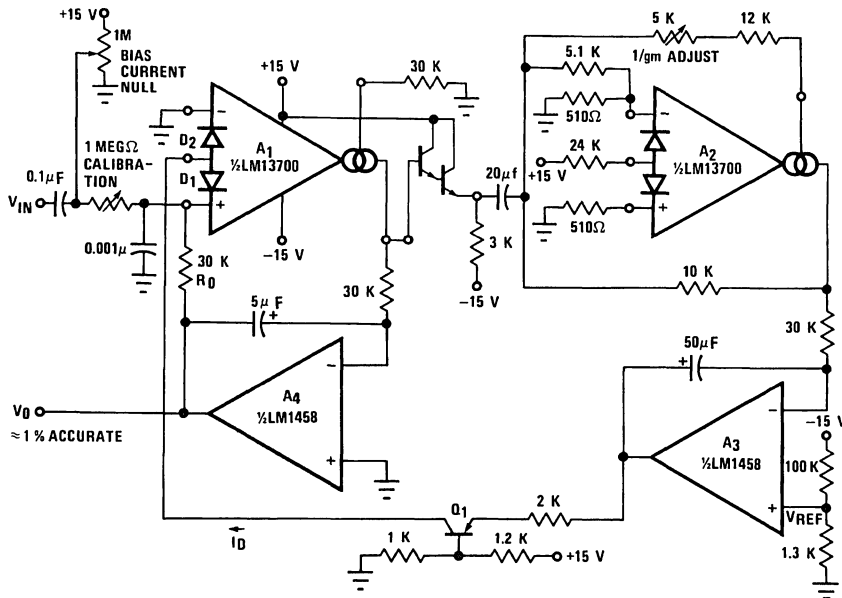 +15 V
1M
BIAS
CURRENT
NULL
+15 V
30 K
5 K
12 K
1/gm ADJUST
5.1 K
510Ω
24 K
+15 V
510Ω
−
A2
½LM13700
+
−
D2
A1
½LM13700
D1
+
1 MEGΩ
CALIBRA-
TION
0.1μF
VIN
0.001μ
30 K
RO
−15 V
20μf
3 K
−15 V
10 K
30 K
30 K
5μF
+
50μF
+
−
A4
½LM1458
+
VO
≈1% ACCURATE
−
A3
½LM1458
+
−15 V
100K
VREF
1.3 K
Q1
2 K
ID
1 K
1.2 K
+15 V